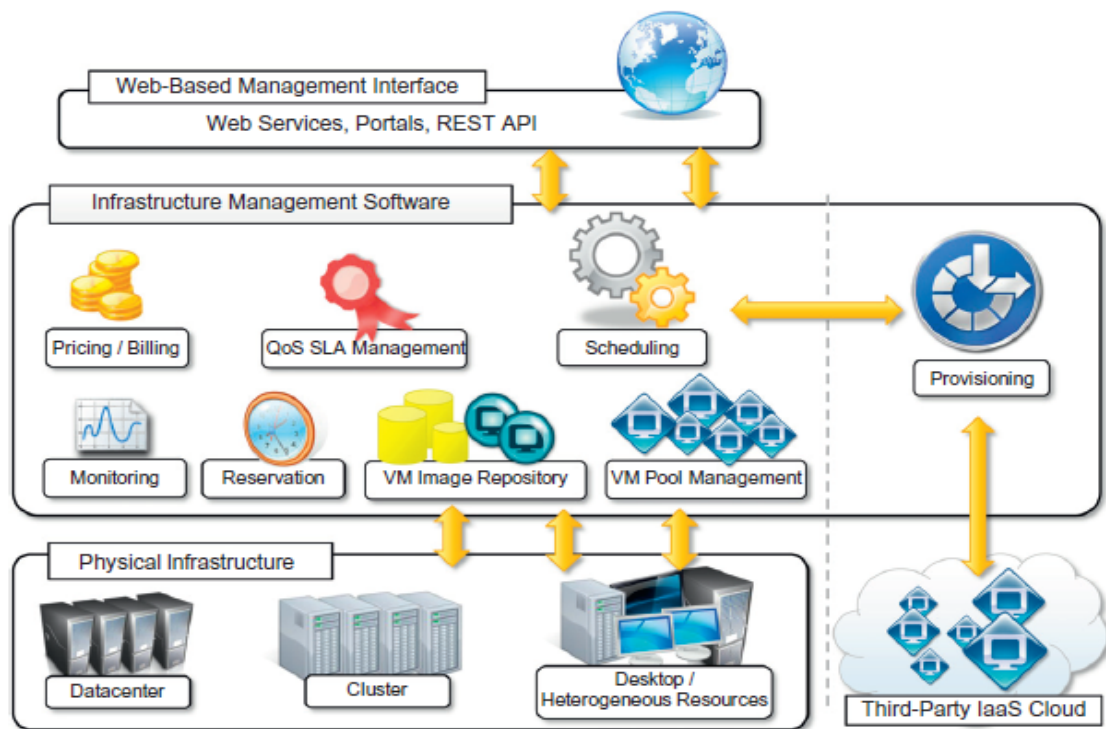 Web-Based Management Interface
Web Services, Portals, REST API
Infrastructure Management Software
Pricing / Billing
QoS SLA Management
Scheduling
Provisioning
Monitoring
Reservation
VM Image Repository
VM Pool Management
Physical Infrastructure
Datacenter
Cluster
Desktop /
Heterogeneous Resources
Third-Party IaaS Cloud